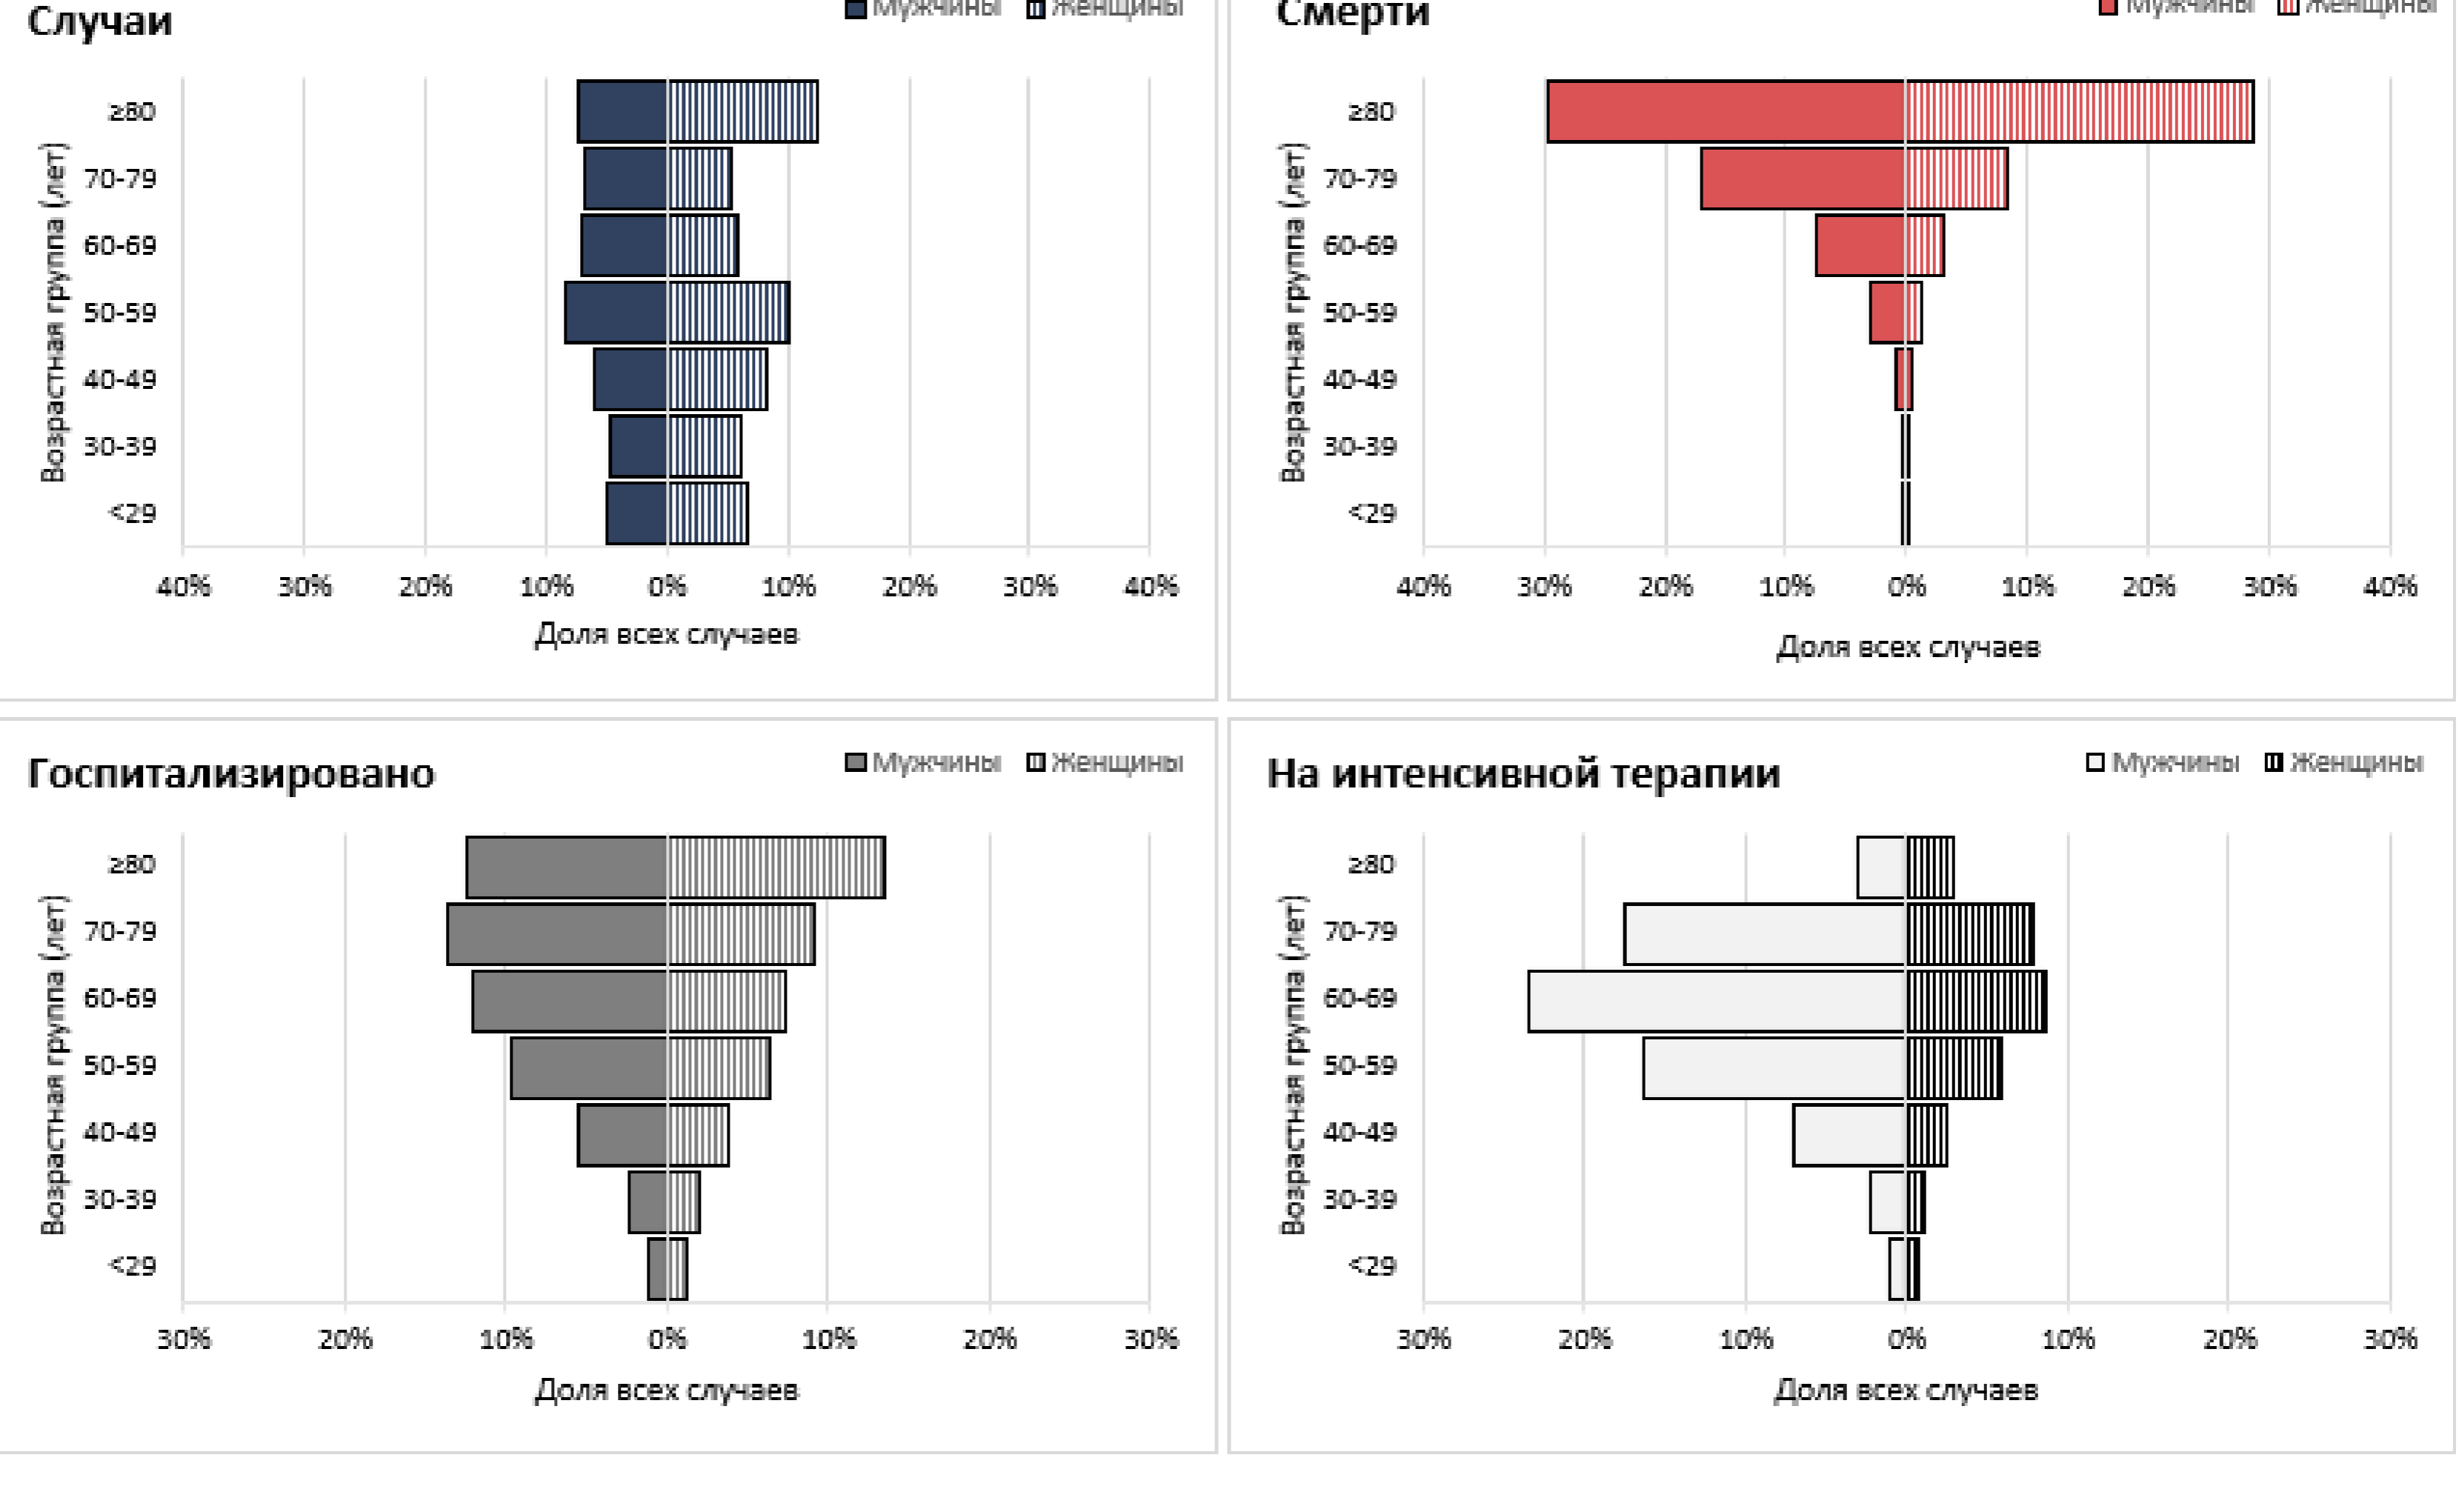 Случаи
Мужчины Женщины
Возрастная группа (лет)
≥80
70-79
60-69
50-59
40-49
30-39
<29
40% 30% 20% 10% 0% 10% 20% 30% 40%
Доля всех случаев
Смерти
Мужчины Женщины
Возрастная группа (лет)
≥80
70-79
60-69
50-59
40-49
30-39
<29
40% 30% 20% 10% 0% 10% 20% 30% 40%
Доля всех случаев
Госпитализировано
Мужчины Женщины
Возрастная группа (лет)
≥80
70-79
60-69
50-59
40-49
30-39
<29
30% 20% 10% 0% 10% 20% 30%
Доля всех случаев
На интенсивной терапии
Мужчины Женщины
Возрастная группа (лет)
≥80
70-79
60-69
50-59
40-49
30-39
<29
30% 20% 10% 0% 10% 20% 30%
Доля всех случаев